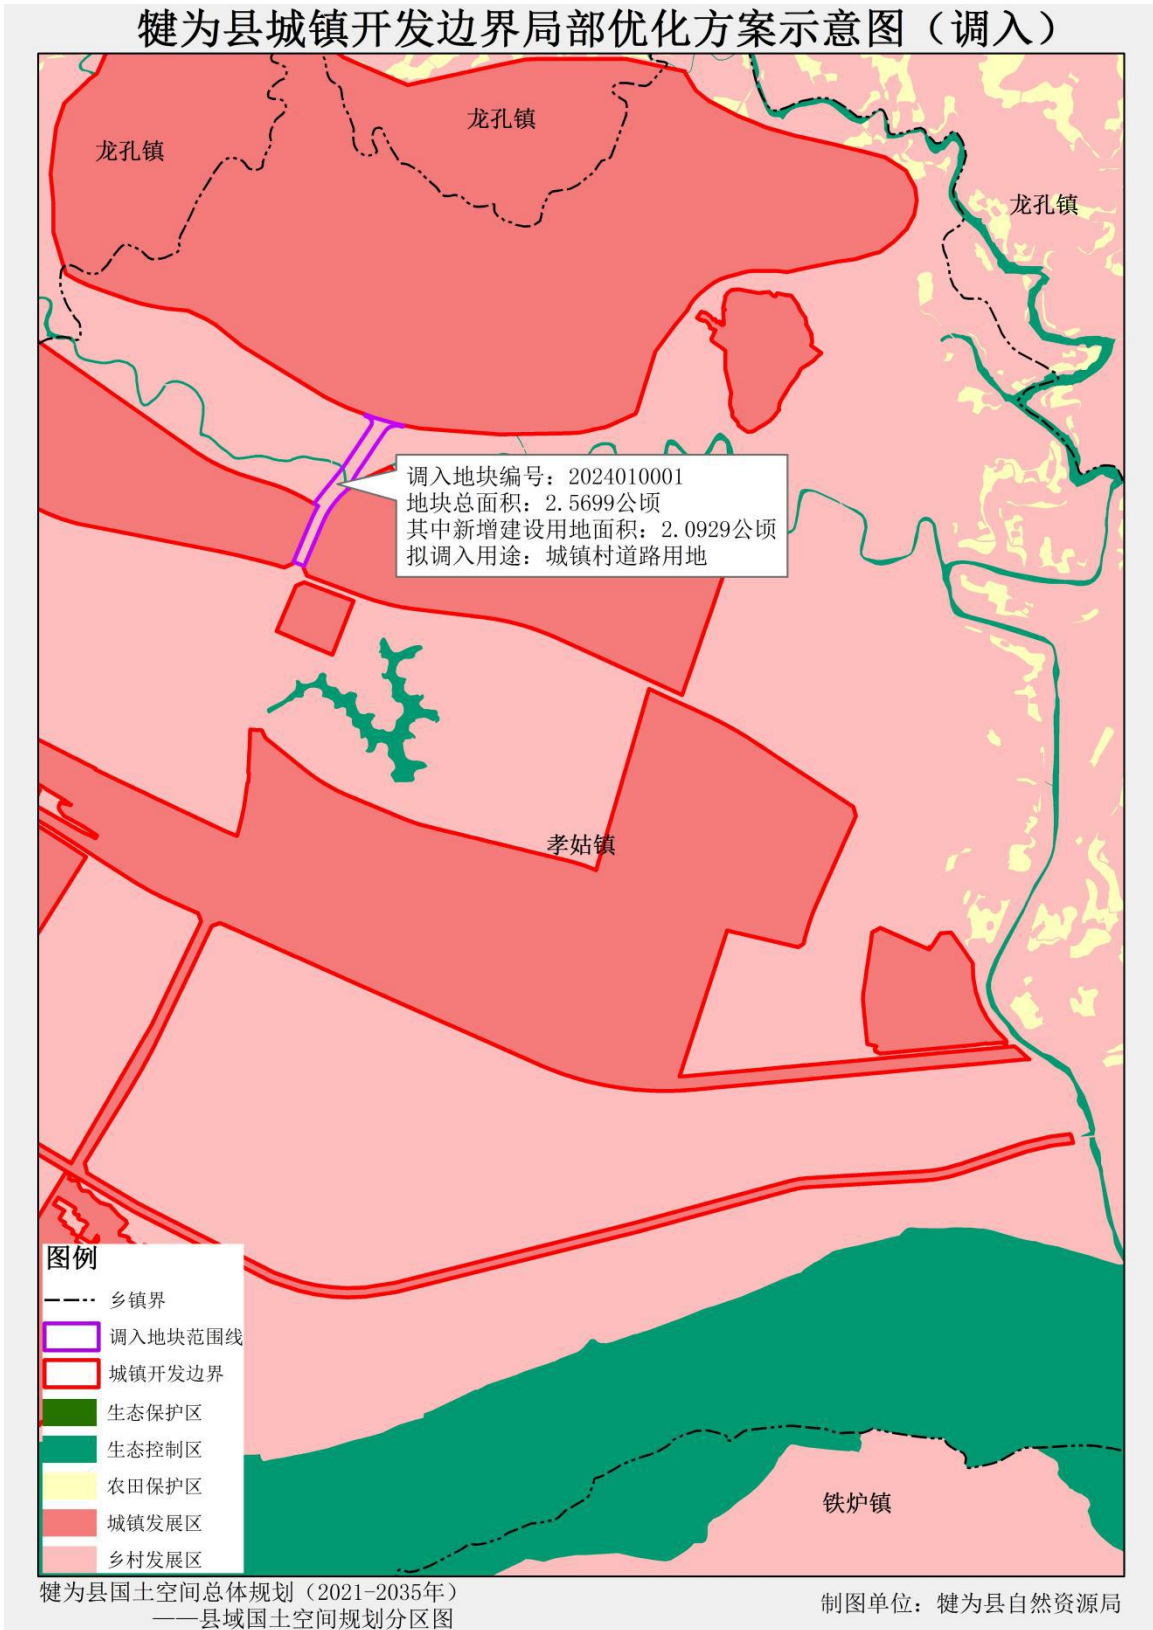 犍为县城镇开发边界局部优化方案示意图（调入）
龙孔镇
龙孔镇
龙孔镇
调入地块编号：2024010001
地块总面积：2.5699公顷
其中新增建设用地面积：2.0929公顷
拟调入用途：城镇村道路用地
孝姑镇
图例
乡镇界
调入地块范围线
城镇开发边界
生态保护区
生态控制区
农田保护区
城镇发展区
乡村发展区
铁炉镇
犍为县国土空间总体规划（2021-2035年）
——县域国土空间规划分区图
制图单位：犍为县自然资源局